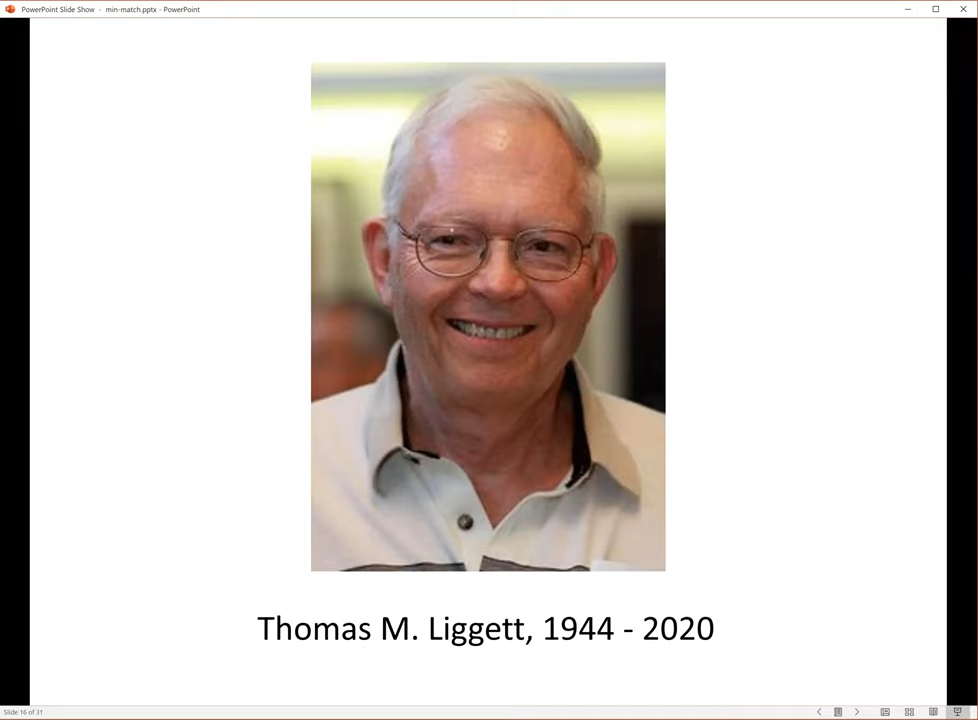 PowerPoint Slide Show - min-match.pptx - PowerPoint
Thomas M. Liggett, 1944 - 2020
Slide 16 of 31